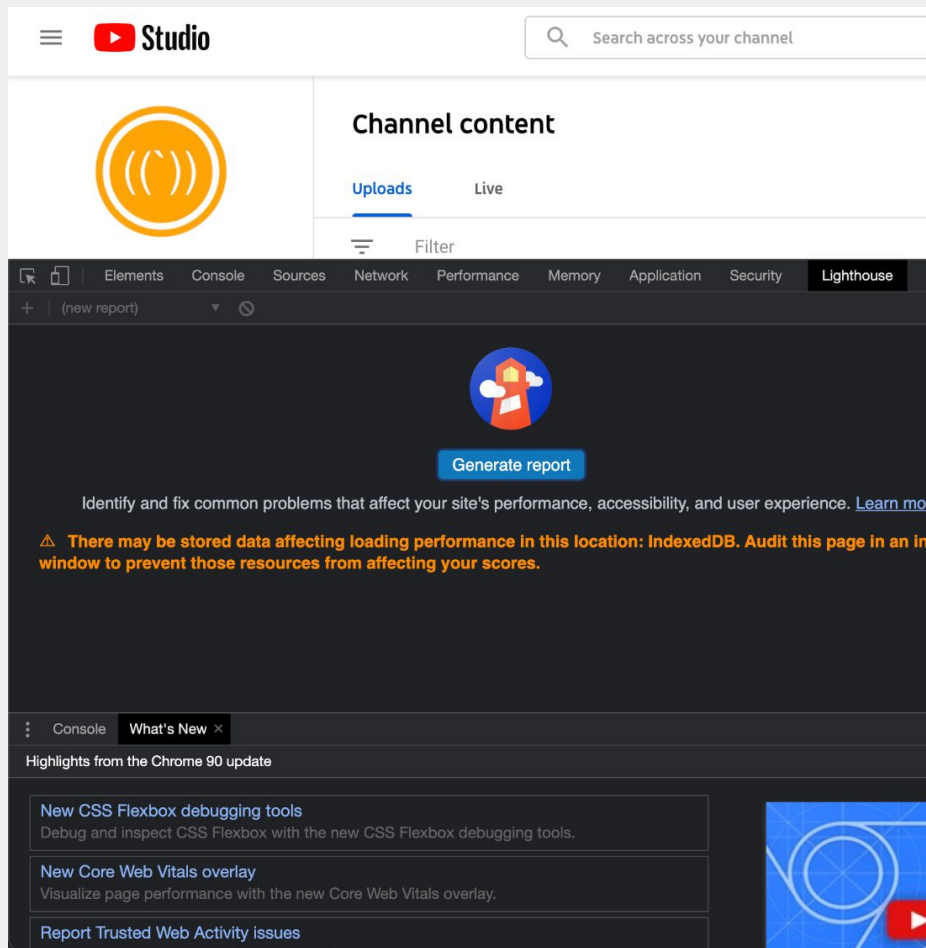 Studio
Search across your channel
((`))
Channel content
Uploads Live
Filter
Elements Console Sources Network Performance Memory Application Security Lighthouse
(new report)
Generate report
Identify and fix common problems that affect your site's performance, accessibility, and user experience. Learn mo
⚠ There may be stored data affecting loading performance in this location: IndexedDB. Audit this page in an in
window to prevent those resources from affecting your scores.
Console What's New ×
Highlights from the Chrome 90 update
New CSS Flexbox debugging tools
Debug and inspect CSS Flexbox with the new CSS Flexbox debugging tools.
New Core Web Vitals overlay
Visualize page performance with the new Core Web Vitals overlay.
Report Trusted Web Activity issues